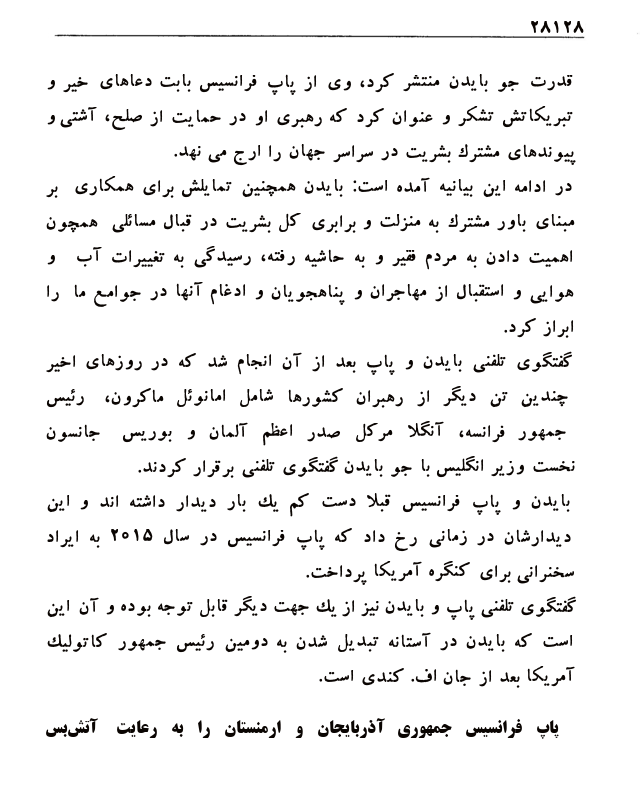 ۲۸۱۲۸
قدرت جو بایدن منتشر کرد، وی از پاپ فرانسیس بابت دعاهای خیر و
تبریکاتش تشکر و عنوان کرد که رهبری او در حمایت از صلح، آشتی و
پیوندهای مشترك بشریت در سراسر جهان را ارج می نهد.
در ادامه این بیانیه آمده است: بایدن همچنین تمایلش برای همکاری بر
مبنای باور مشترك به منزلت و برابری کل بشریت در قبال مسائلی همچون
اهمیت دادن به مردم فقیر و به حاشیه رفته، رسیدگی به تغییرات آب و
هوایی و استقبال از مهاجران و پناهجویان و ادغام آنها در جوامع ما را
ابراز کرد.
گفتگوی تلفنی بایدن و پاپ بعد از آن انجام شد که در روزهای اخیر
چندین تن دیگر از رهبران کشورها شامل امانوئل ماکرون، رئیس
جمهور فرانسه، آنگلا مرکل صدر اعظم آلمان و بوریس جانسون
نخست وزیر انگلیس با جو بایدن گفتگوی تلفنی برقرار کردند.
بایدن و پاپ فرانسیس قبلا دست کم یك بار دیدار داشته اند و این
دیدارشان در زمانی رخ داد که پاپ فرانسیس در سال ۲۰۱۵ به ایراد
سخنرانی برای کنگره آمریکا پرداخت.
گفتگوی تلفنی پاپ و بایدن نیز از یك جهت دیگر قابل توجه بوده و آن این
است که بایدن در آستانه تبدیل شدن به دومین رئیس جمهور کاتولیك
آمریکا بعد از جان اف. کندی است.
پاپ فرانسیس جمهوری آذربایجان و ارمنستان را به رعایت آتش‌بس